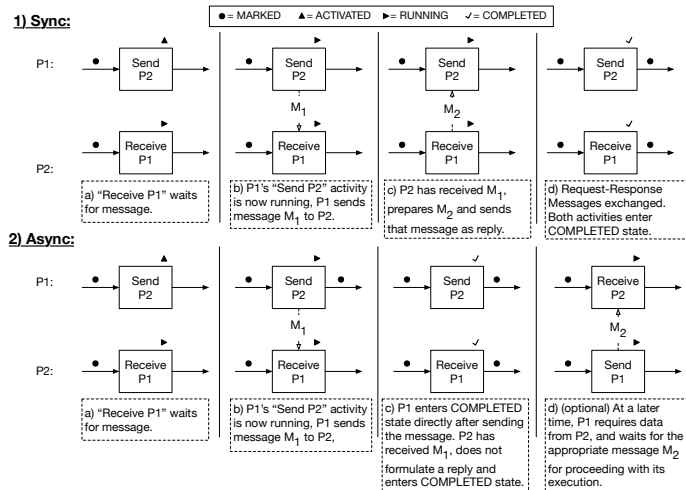 ● = MARKED ▲ = ACTIVATED ▶ = RUNNING ✓ = COMPLETED
1) Sync:
P1:
Send
P2
Send
P2
Send
P2
Send
P2
M1
M2
P2:
Receive
P1
Receive
P1
Receive
P1
Receive
P1
a) “Receive P1” waits
for message.
b) P1’s “Send P2” activity
is now running, P1 sends
message M1 to P2.
c) P2 has received M1,
prepares M2 and sends
that message as reply.
d) Request-Response
Messages exchanged.
Both activities enter
COMPLETED state.
2) Async:
P1:
Send
P2
Send
P2
Send
P2
Receive
P2
M1
M2
P2:
Receive
P1
Receive
P1
Receive
P1
Send
P1
a) “Receive P1” waits
for message.
b) P1’s “Send P2” activity
is now running, P1 sends
message M1 to P2,
c) P1 enters COMPLETED
state directly after sending
the message. P2 has
received M1, does not
formulate a reply and
enters COMPLETED state.
d) (optional) At a later
time, P1 requires data
from P2, and waits for the
appropriate message M2
for proceeding with its
execution.